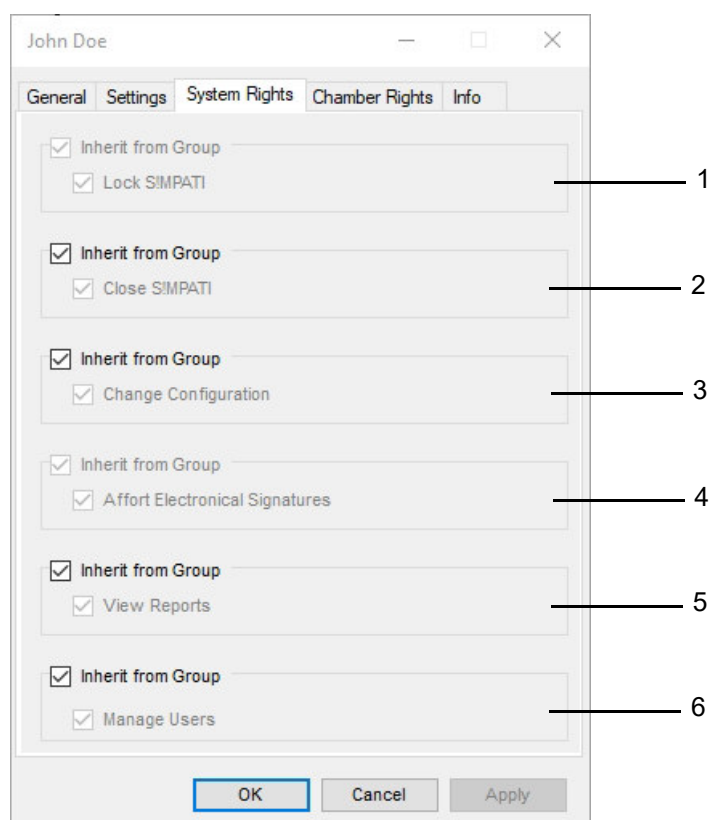 John Doe
General Settings System Rights Chamber Rights Info
Inherit from Group
Lock S!MPATI 1
Inherit from Group
Close S!MPATI 2
Inherit from Group
Change Configuration 3
Inherit from Group
Affort Electronical Signatures 4
Inherit from Group
View Reports 5
Inherit from Group
Manage Users 6
OK Cancel Apply